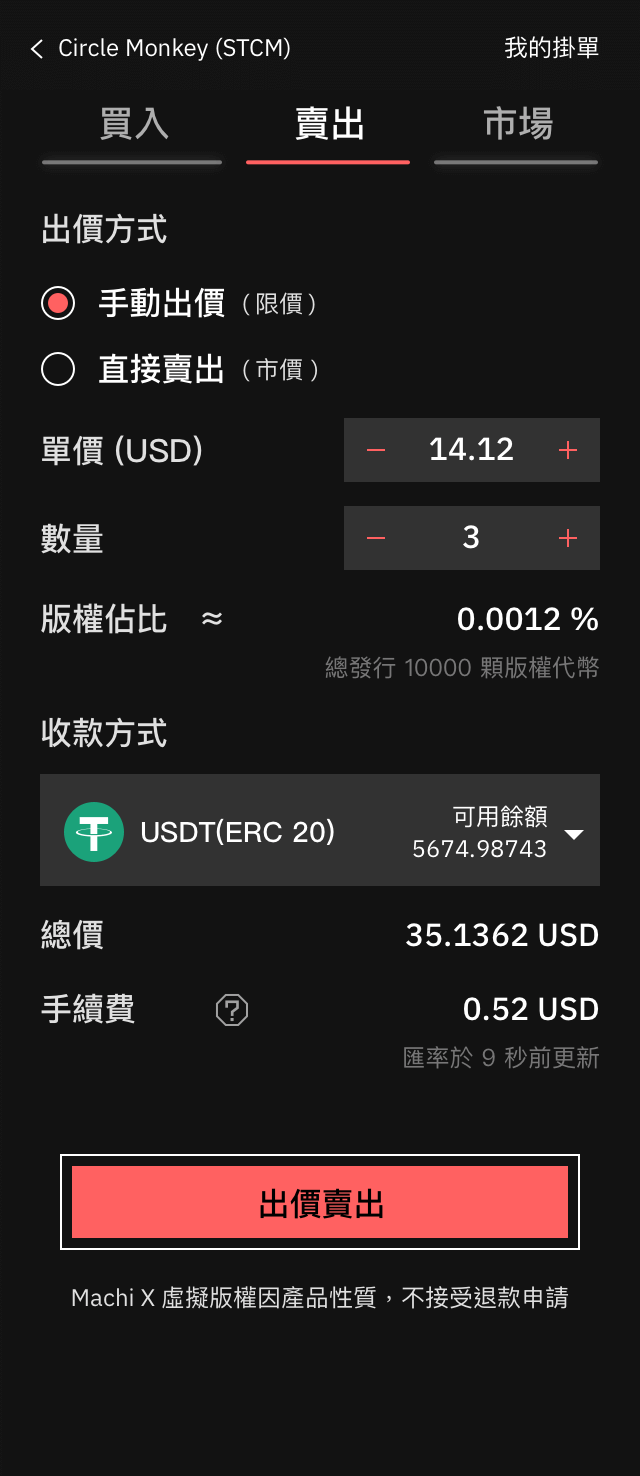 Circle Monkey (STCM) 我的掛單
買入 賣出 市場
出價方式
手動出價 (限價)
直接賣出 (市價)
單價 (USD) − 14.12 +
數量 − 3 +
版權佔比 ≈ 0.0012 %
總發行 10000 顆版權代幣
收款方式
USDT(ERC 20) 可用餘額
5674.98743
總價 35.1362 USD
手續費 ? 0.52 USD
匯率於 9 秒前更新
出價賣出
Machi X 虛擬版權因產品性質，不接受退款申請